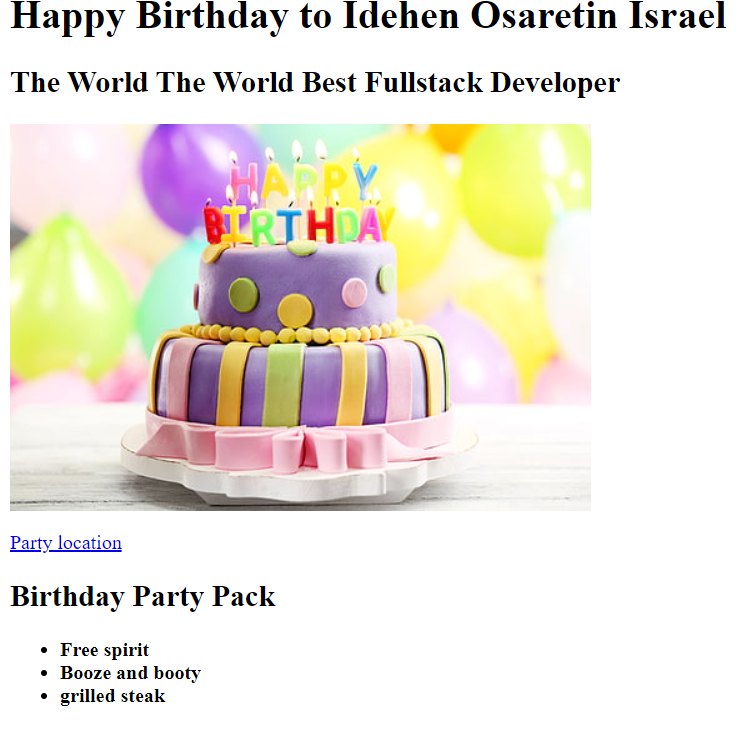 Happy Birthday to Idehen Osaretin Israel
The World The World Best Fullstack Developer
HAPPY
BIRTHDAY
Party location
Birthday Party Pack
Free spirit
Booze and booty
grilled steak